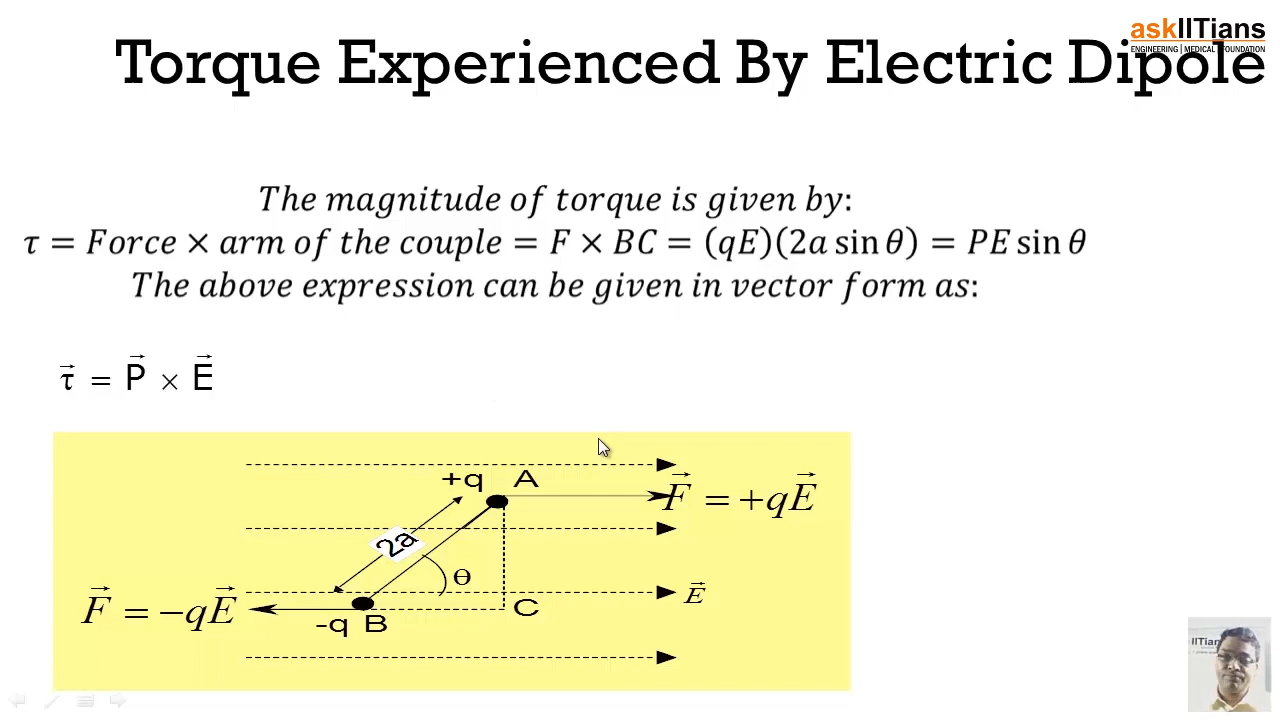 askIITians
ENGINEERING | MEDICAL | FOUNDATION
Torque Experienced By Electric Dipole
The magnitude of torque is given by:
τ = Force × arm of the couple = F × BC = (qE)(2a sin θ) = PE sin θ
The above expression can be given in vector form as:
τ⃗ = P⃗ × E⃗
+q A
F⃗ = +qE⃗
2a
θ
E⃗
F⃗ = −qE⃗
C
-q B
IITian